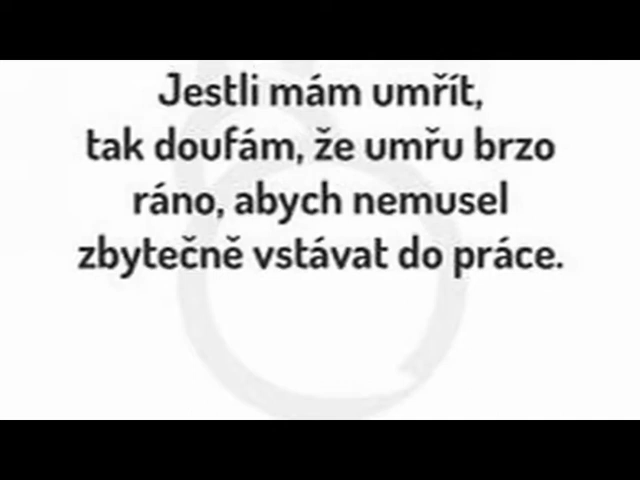 Jestli mám umřít,
tak doufám, že umřu brzo
ráno, abych nemusel
zbytečně vstávat do práce.